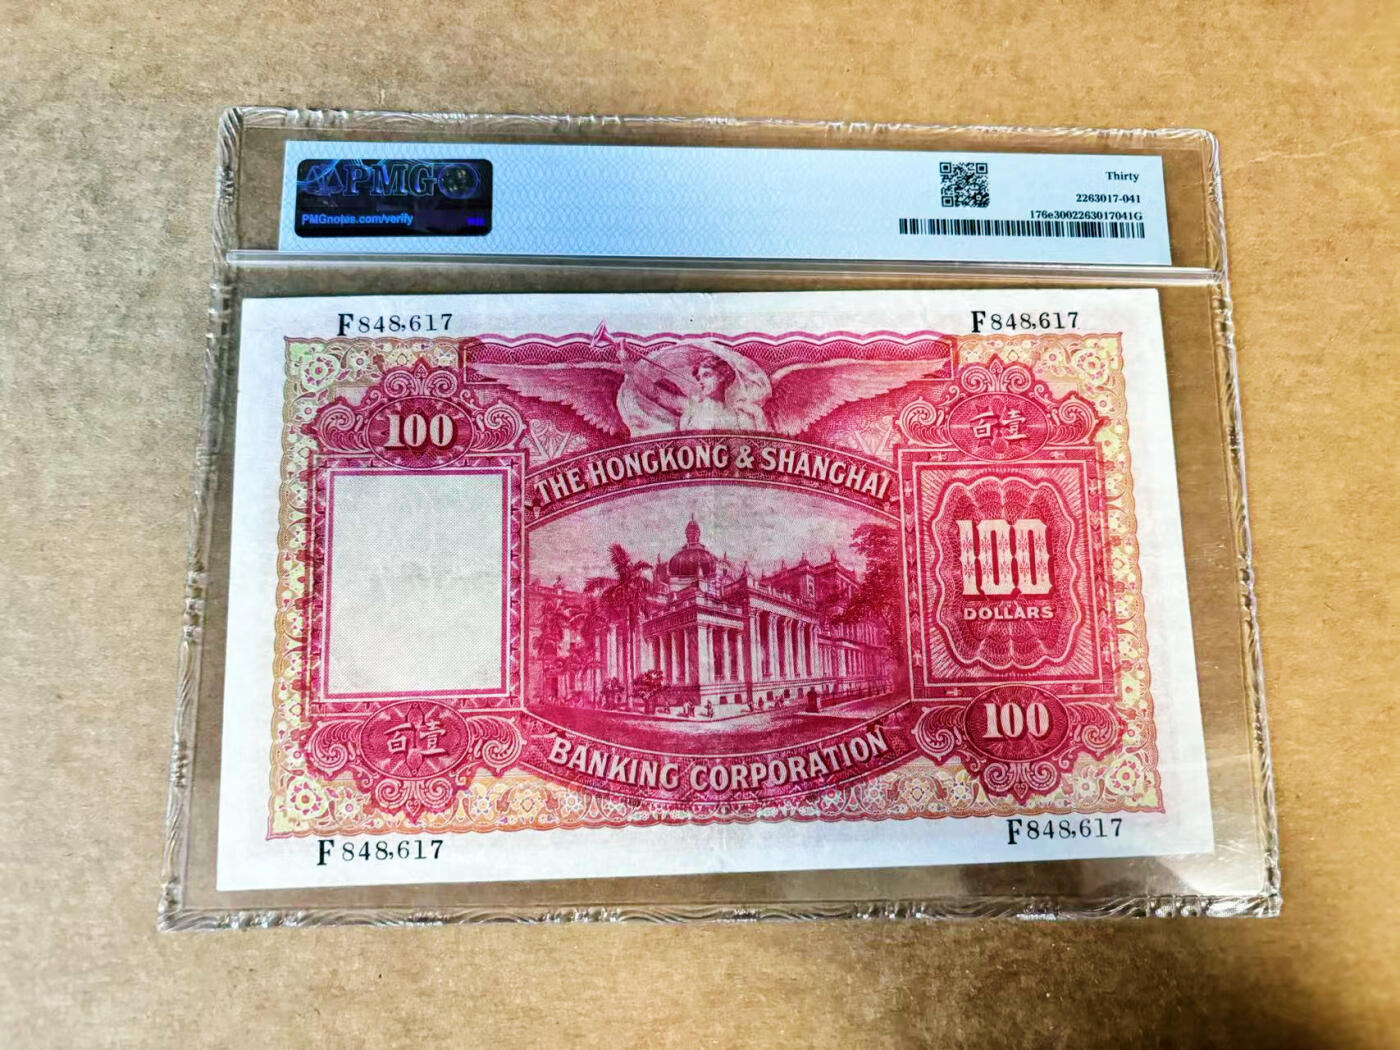 PMG
PMGnotes.com/verify
Thirty
2263017-041
176e3002263017041G
F848,617
F848,617
100
百壹
THE HONGKONG & SHANGHAI
100
DOLLARS
百壹
100
BANKING CORPORATION
F848,617
F848,617